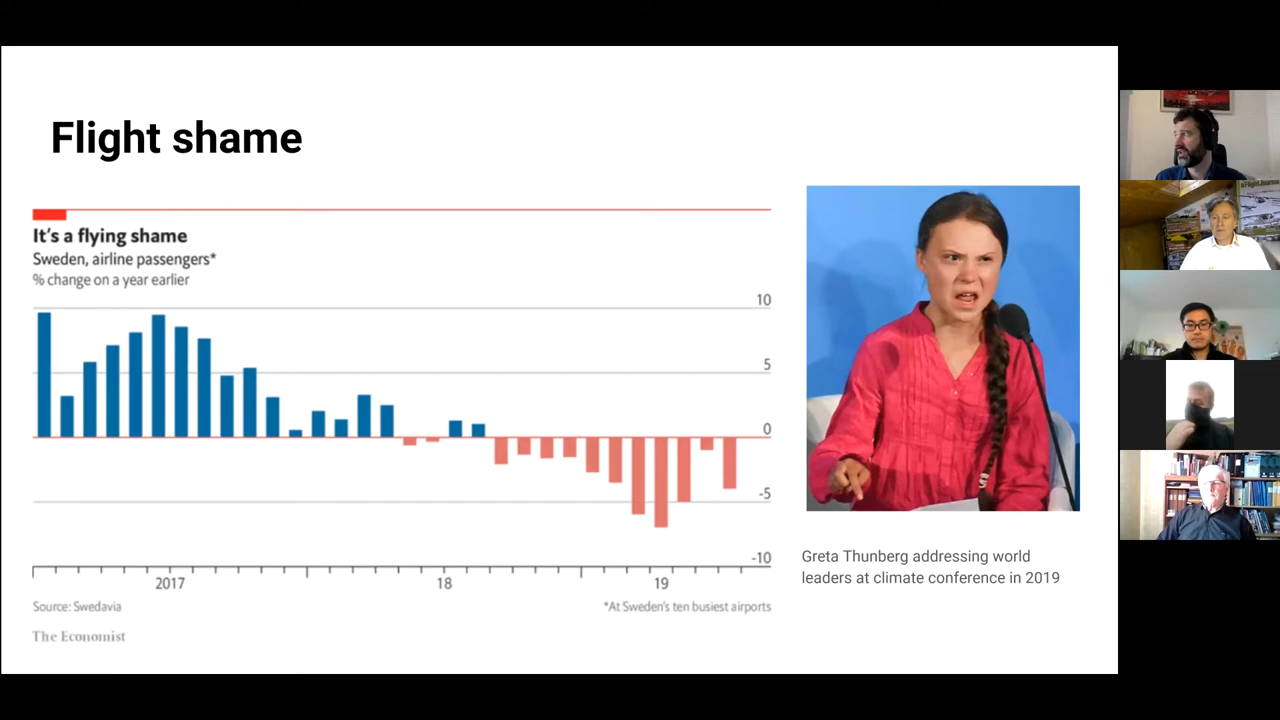 Flight shame
It's a flying shame
Sweden, airline passengers*
% change on a year earlier
10
5
0
-5
-10
2017
18
19
Source: Swedavia
*At Sweden's ten busiest airports
The Economist
Greta Thunberg addressing world
leaders at climate conference in 2019